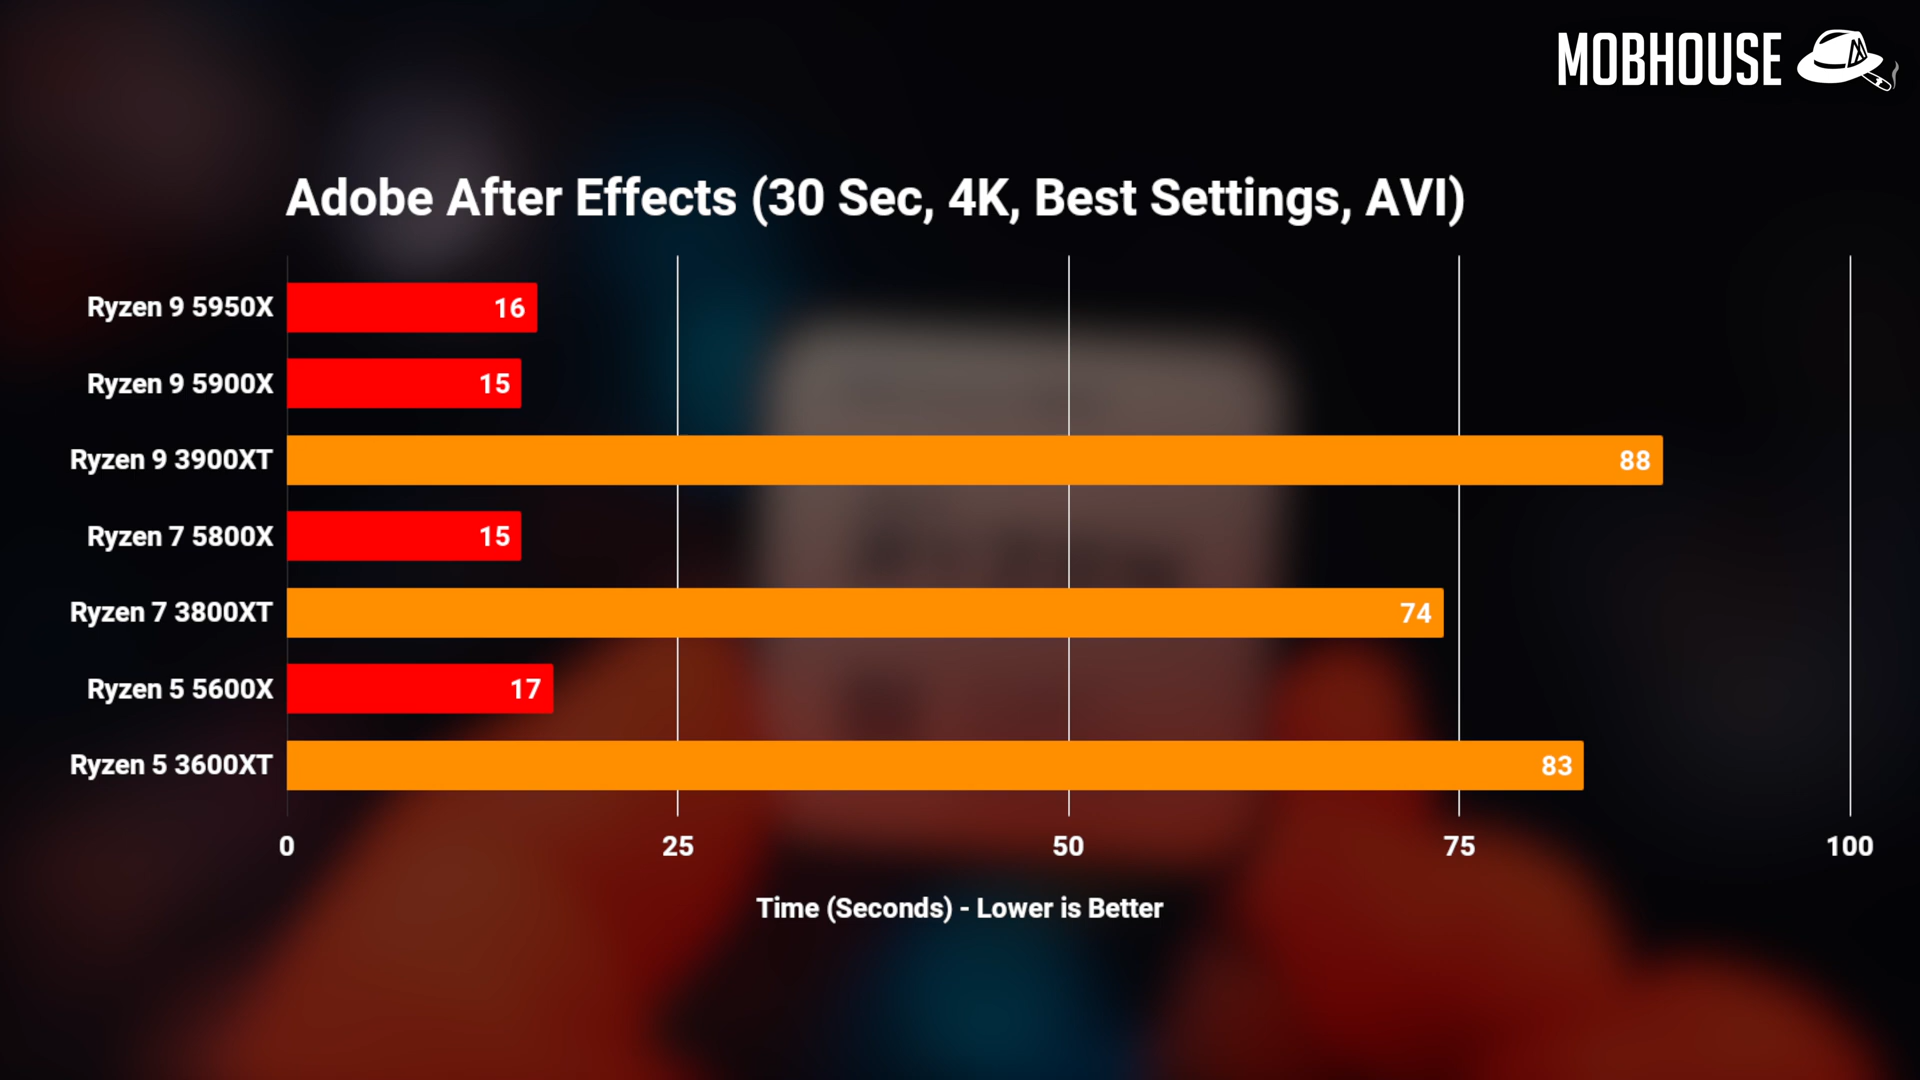 MOBHOUSE
Adobe After Effects (30 Sec, 4K, Best Settings, AVI)
Ryzen 9 5950X 16
Ryzen 9 5900X 15
Ryzen 9 3900XT 88
Ryzen 7 5800X 15
Ryzen 7 3800XT 74
Ryzen 5 5600X 17
Ryzen 5 3600XT 83
0 25 50 75 100
Time (Seconds) - Lower is Better